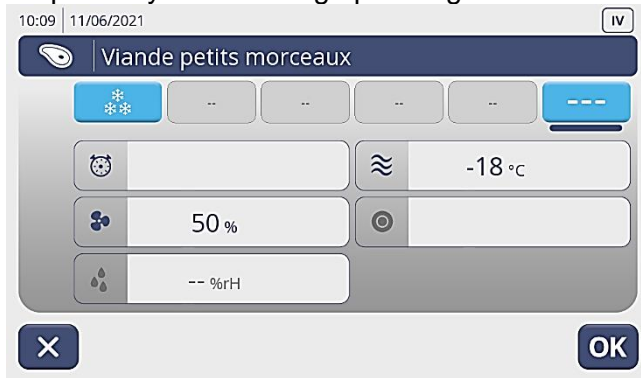 10:09 11/06/2021 IV
Viande petits morceaux
-- -- -- -- ---
-18 °C
50 %
-- %rH
OK